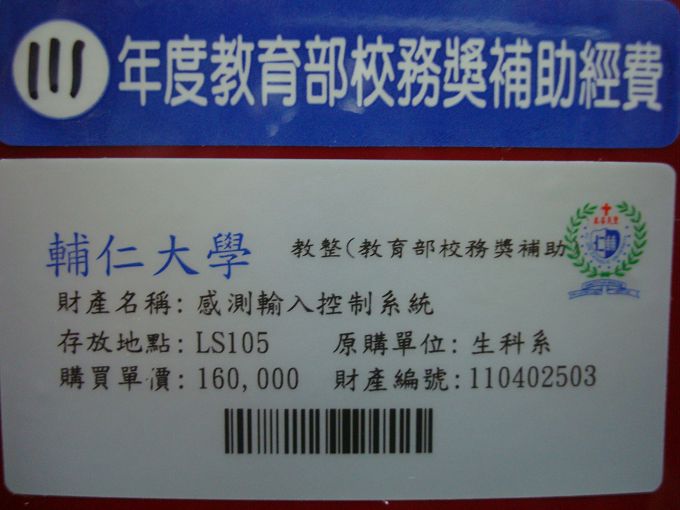 111年度教育部校務獎補助經費
輔仁大學 教整(教育部校務獎補助
財產名稱: 感測輸入控制系統
存放地點: LS105 原購單位: 生科系
購買單價: 160,000 財產編號: 110402503